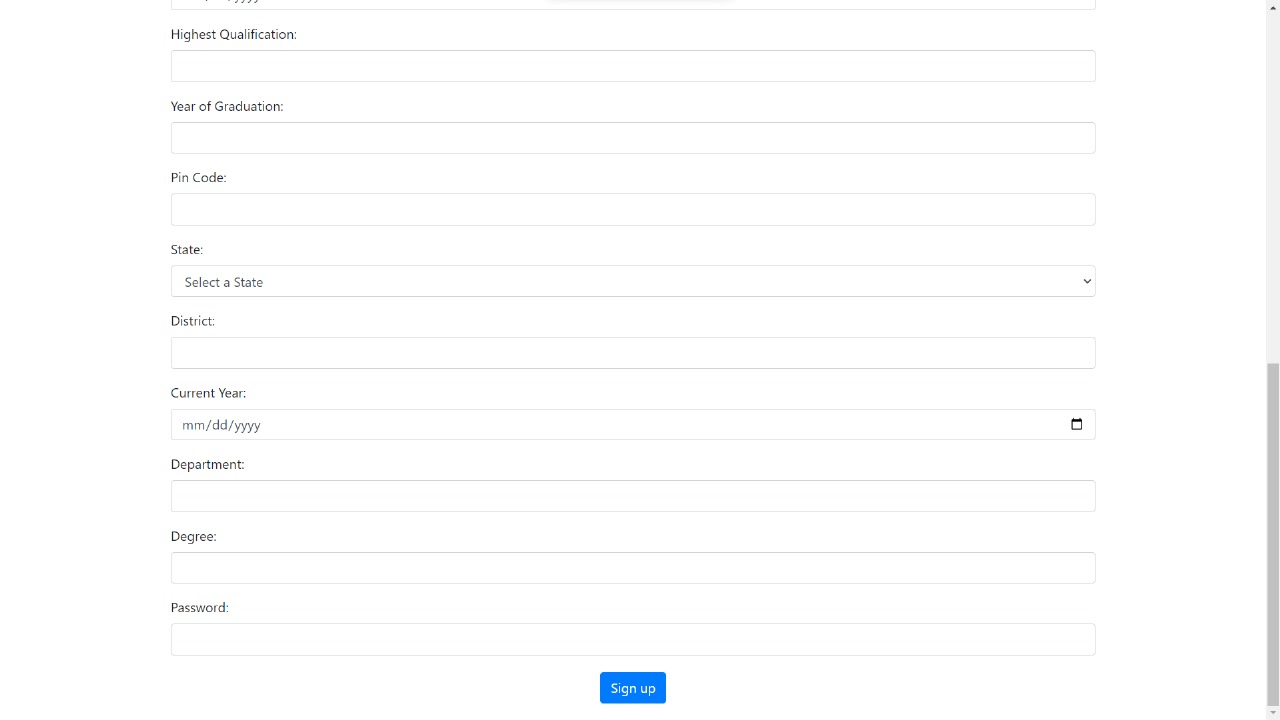 Highest Qualification:
Year of Graduation:
Pin Code:
State:
Select a State
District:
Current Year:
mm/dd/yyyy
Department:
Degree:
Password:
Sign up